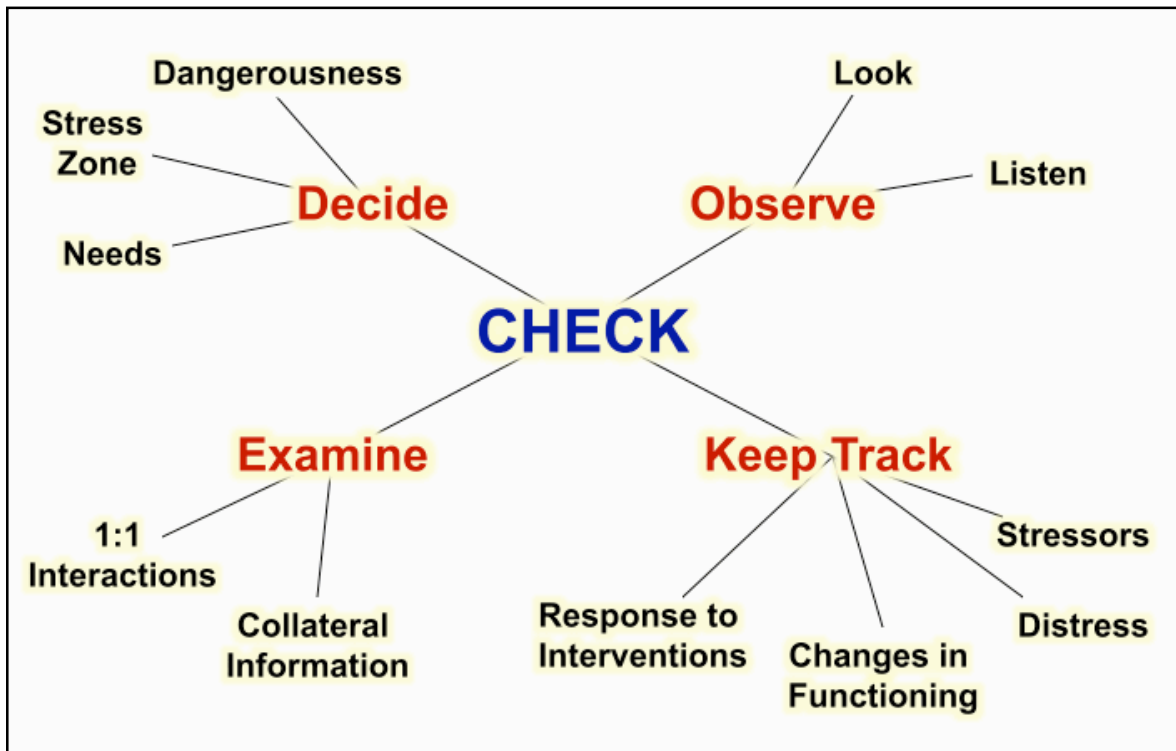 Dangerousness
Stress
Zone
Needs
Decide
Look
Listen
Observe
CHECK
Examine
1:1
Interactions
Collateral
Information
Keep Track
Stressors
Distress
Changes in
Functioning
Response to
Interventions